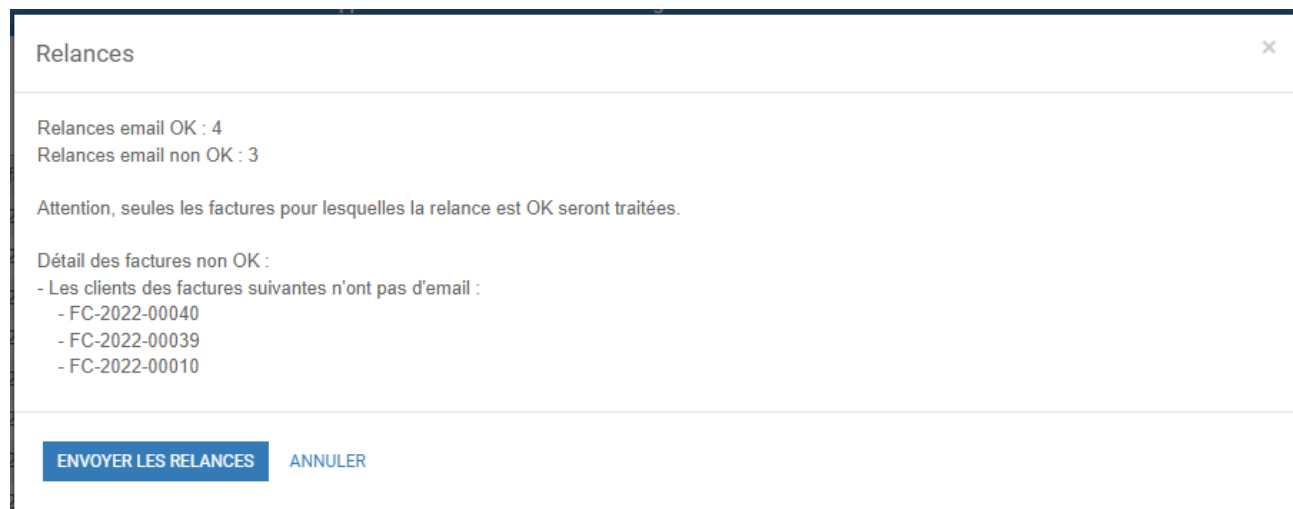 Relances
×
Relances email OK : 4
Relances email non OK : 3
Attention, seules les factures pour lesquelles la relance est OK seront traitées.
Détail des factures non OK :
- Les clients des factures suivantes n'ont pas d'email :
- FC-2022-00040
- FC-2022-00039
- FC-2022-00010
ENVOYER LES RELANCES ANNULER